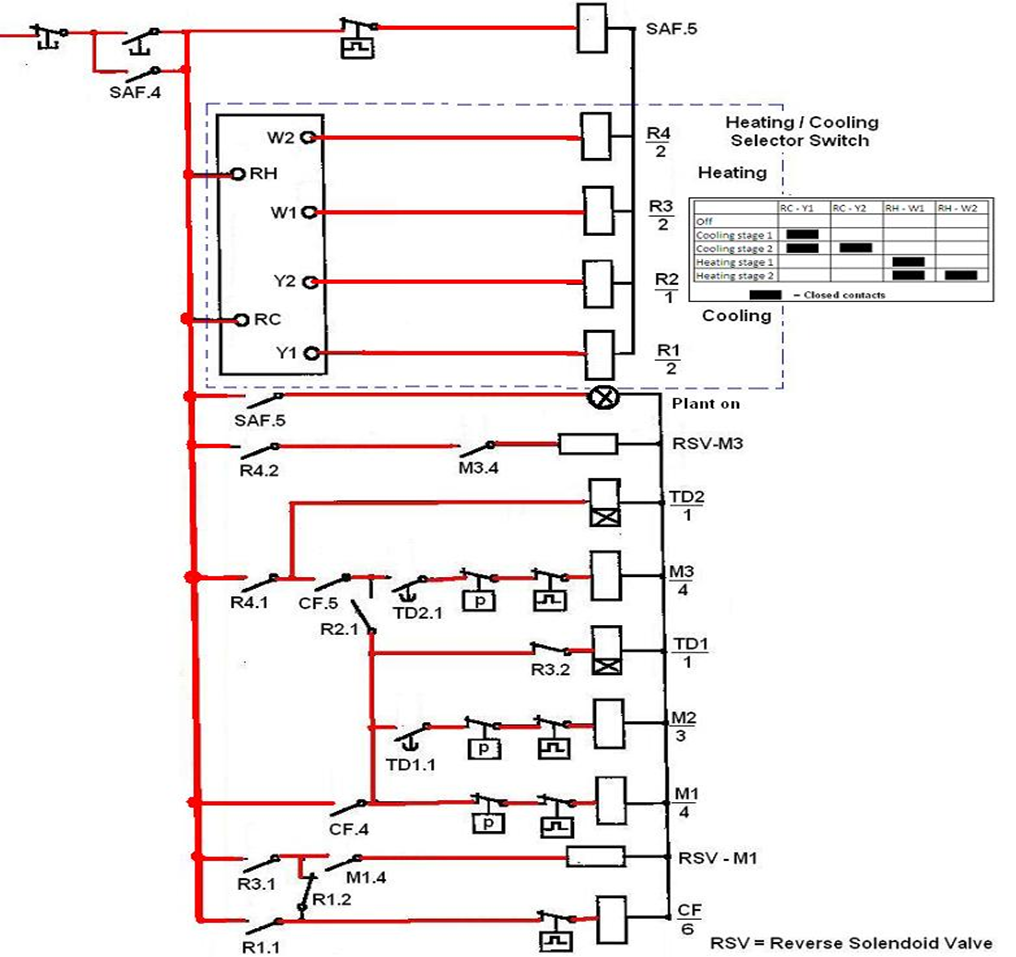 SAF.5
SAF.4
Heating / Cooling
Selector Switch
W2
R4
2
Heating
RH
W1
R3
2
RC - Y1 RC - Y2 RH - W1 RH - W2
Off
Cooling stage 1
Cooling stage 2
Heating stage 1
Heating stage 2
= Closed contacts
Y2
R2
1
RC
Cooling
Y1
R1
2
SAF.5
Plant on
R4.2
M3.4
RSV-M3
TD2
1
R4.1
CF.5
TD2.1
p
M3
4
R2.1
R3.2
TD1
1
TD1.1
p
M2
3
CF.4
p
M1
4
R3.1
M1.4
RSV - M1
R1.2
R1.1
CF
6
RSV = Reverse Solendoid Valve